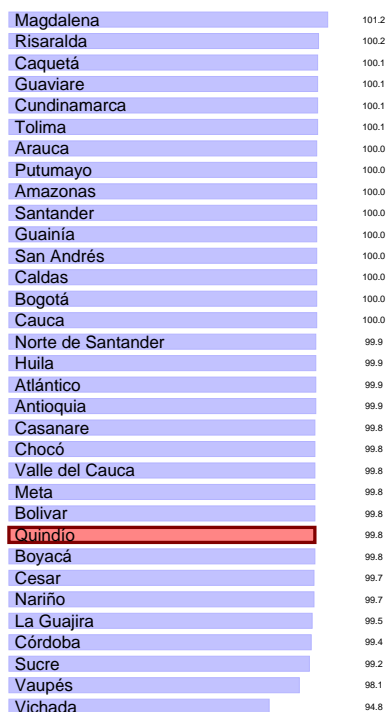 Magdalena 101.2
Risaralda 100.2
Caquetá 100.1
Guaviare 100.1
Cundinamarca 100.1
Tolima 100.1
Arauca 100.0
Putumayo 100.0
Amazonas 100.0
Santander 100.0
Guainía 100.0
San Andrés 100.0
Caldas 100.0
Bogotá 100.0
Cauca 100.0
Norte de Santander 99.9
Huila 99.9
Atlántico 99.9
Antioquia 99.9
Casanare 99.8
Chocó 99.8
Valle del Cauca 99.8
Meta 99.8
Bolivar 99.8
Quindío 99.8
Boyacá 99.8
Cesar 99.7
Nariño 99.7
La Guajira 99.5
Córdoba 99.4
Sucre 99.2
Vaupés 98.1
Vichada 94.8